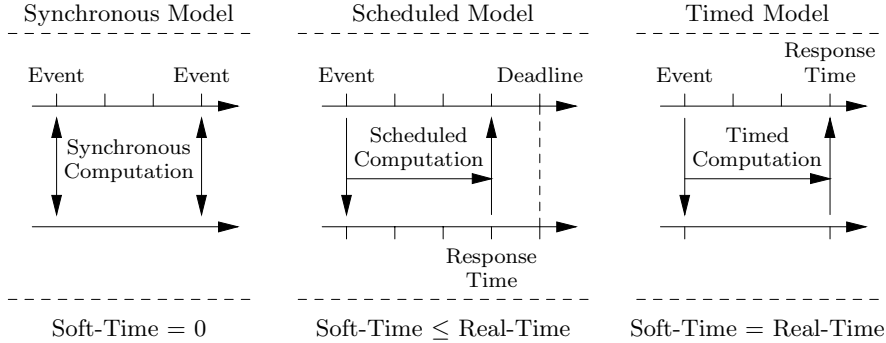 Synchronous Model
Scheduled Model
Timed Model
Event
Event
Synchronous
Computation
Event
Deadline
Scheduled
Computation
Response
Time
Event
Response
Time
Timed
Computation
Soft-Time = 0
Soft-Time ≤ Real-Time
Soft-Time = Real-Time